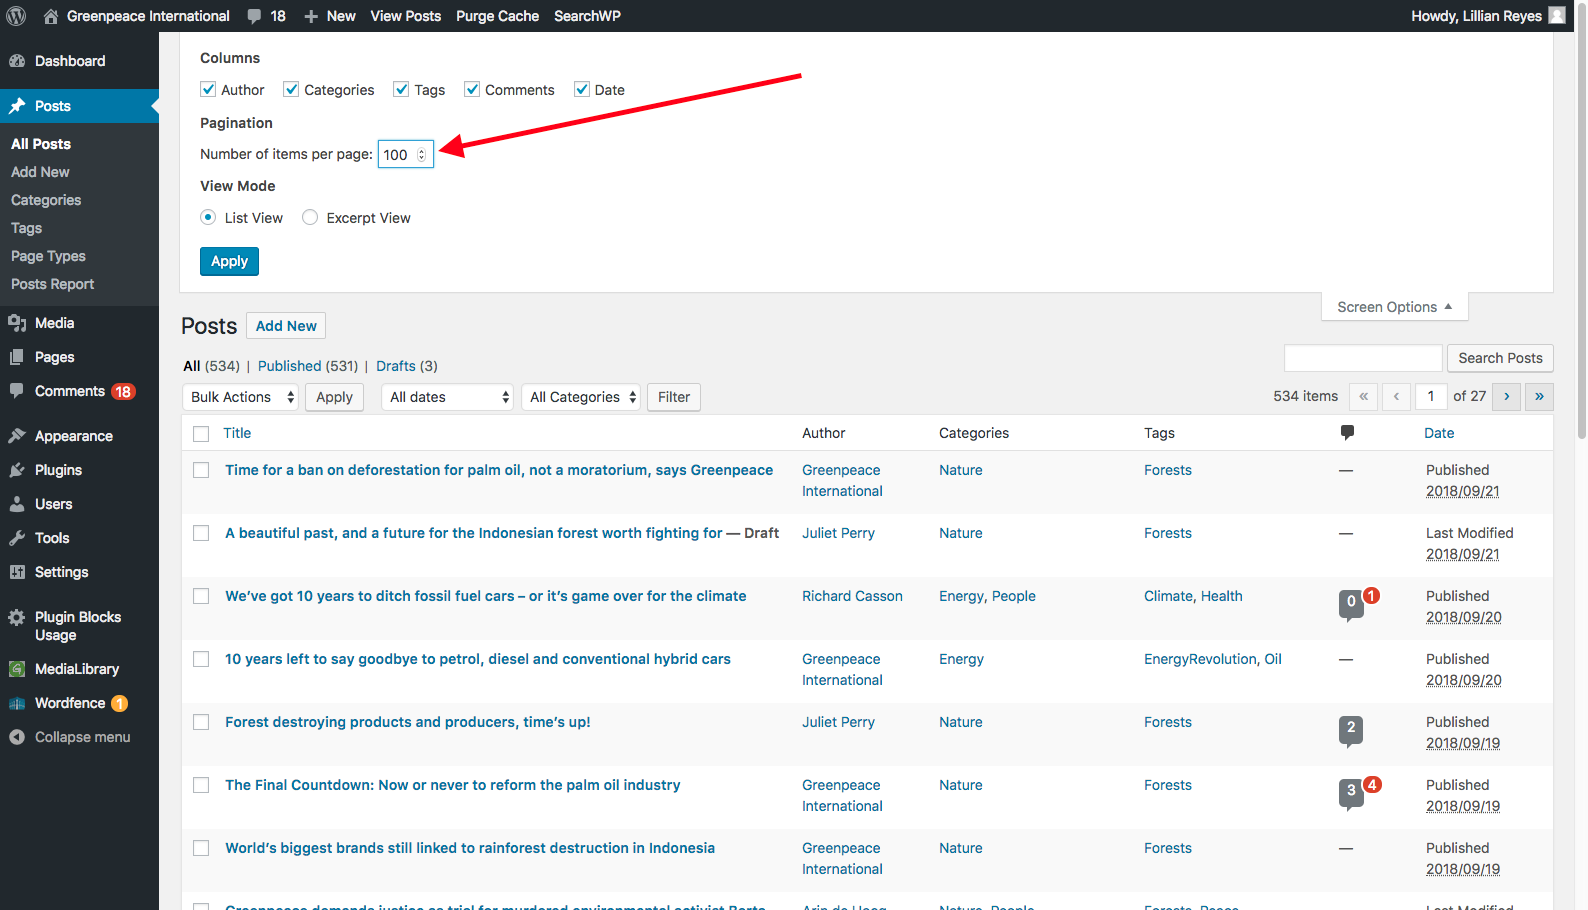 Greenpeace International 18 + New View Posts Purge Cache SearchWP Howdy, Lillian Reyes
Dashboard
Posts
All Posts
Add New
Categories
Tags
Page Types
Posts Report
Media
Pages
Comments 18
Appearance
Plugins
Users
Tools
Settings
Plugin Blocks
Usage
MediaLibrary
Wordfence 1
Collapse menu
Columns
Author Categories Tags Comments Date
Pagination
Number of items per page: 100
View Mode
List View Excerpt View
Apply
Screen Options
Posts Add New
All (534) | Published (531) | Drafts (3)
Search Posts
Bulk Actions Apply All dates All Categories Filter
534 items « ‹ 1 of 27 › »
Title Author Categories Tags Date
Time for a ban on deforestation for palm oil, not a moratorium, says Greenpeace Greenpeace Nature Forests — Published
International 2018/09/21
A beautiful past, and a future for the Indonesian forest worth fighting for — Draft Juliet Perry Nature Forests — Last Modified
2018/09/21
We’ve got 10 years to ditch fossil fuel cars – or it’s game over for the climate Richard Casson Energy, People Climate, Health 0 1 Published
2018/09/20
10 years left to say goodbye to petrol, diesel and conventional hybrid cars Greenpeace Energy EnergyRevolution, Oil — Published
International 2018/09/20
Forest destroying products and producers, time’s up! Juliet Perry Nature Forests 2 Published
2018/09/19
The Final Countdown: Now or never to reform the palm oil industry Greenpeace Nature Forests 3 4 Published
International 2018/09/19
World’s biggest brands still linked to rainforest destruction in Indonesia Greenpeace Nature Forests — Published
International 2018/09/19